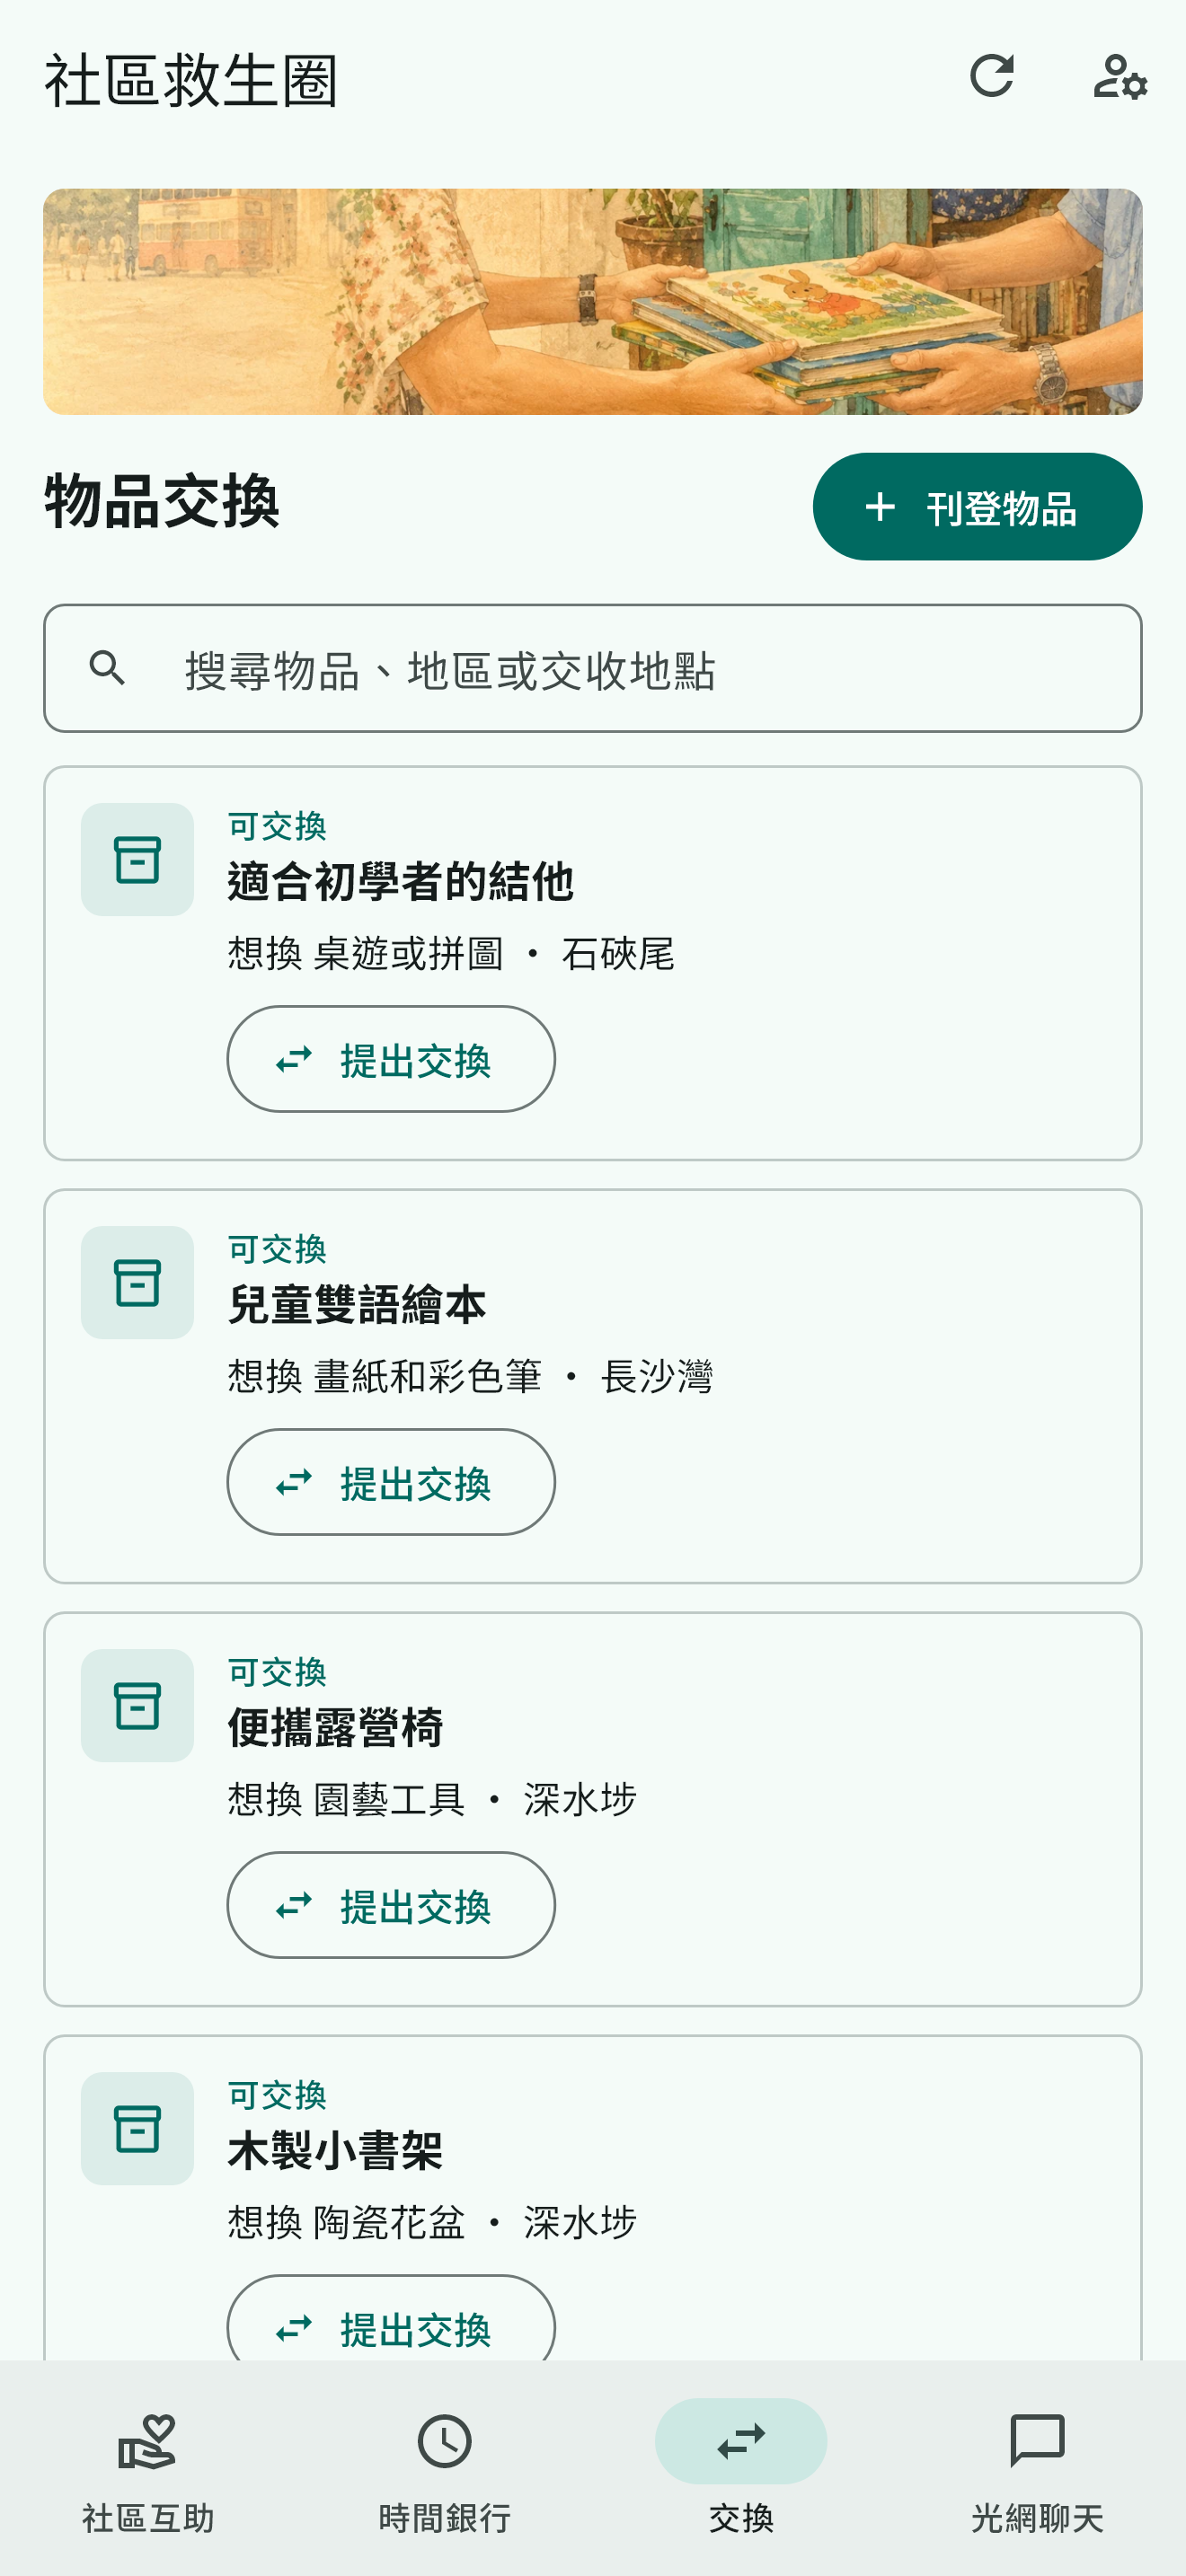 社區救生圈
物品交換
刊登物品
搜尋物品、地區或交收地點
可交換
適合初學者的結他
想換 桌遊或拼圖 • 石硤尾
提出交換
可交換
兒童雙語繪本
想換 畫紙和彩色筆 • 長沙灣
提出交換
可交換
便攜露營椅
想換 園藝工具 • 深水埗
提出交換
可交換
木製小書架
想換 陶瓷花盆 • 深水埗
提出交換
社區互助
時間銀行
交換
光網聊天